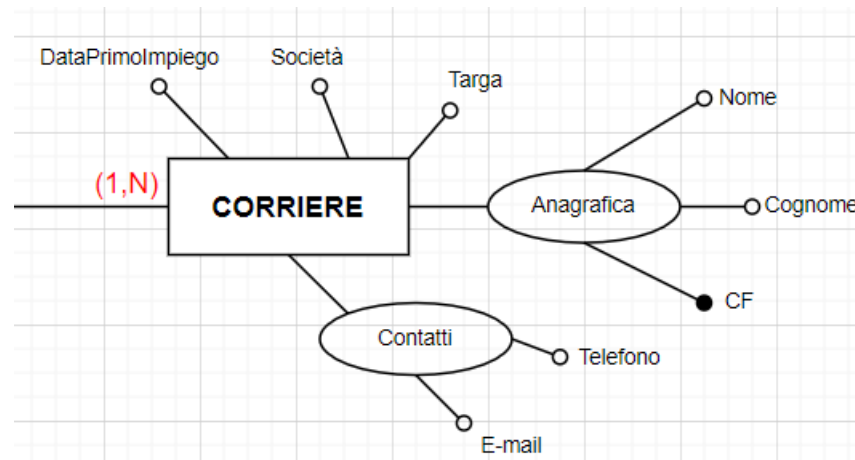 DataPrimoImpiego
Società
Targa
Nome
(1,N)
CORRIERE
Anagrafica
Cognome
CF
Contatti
Telefono
E-mail